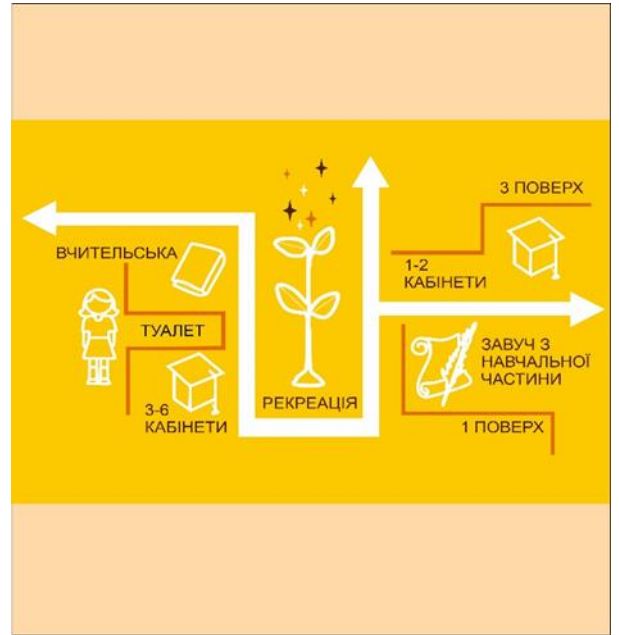 ВЧИТЕЛЬСЬКА
ТУАЛЕТ
3-6
КАБІНЕТИ
РЕКРЕАЦІЯ
3 ПОВЕРХ
1-2
КАБІНЕТИ
ЗАВУЧ З
НАВЧАЛЬНОЇ
ЧАСТИНИ
1 ПОВЕРХ